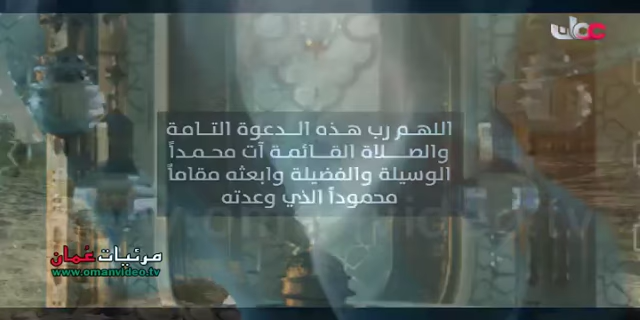 عمان
اللهم رب هذه الدعوة التامة
والصلاة القائمة آت محمداً
الوسيلة والفضيلة وابعثه مقاماً
محموداً الذي وعدته
مرئيات عُمان
www.omanvideo.tv